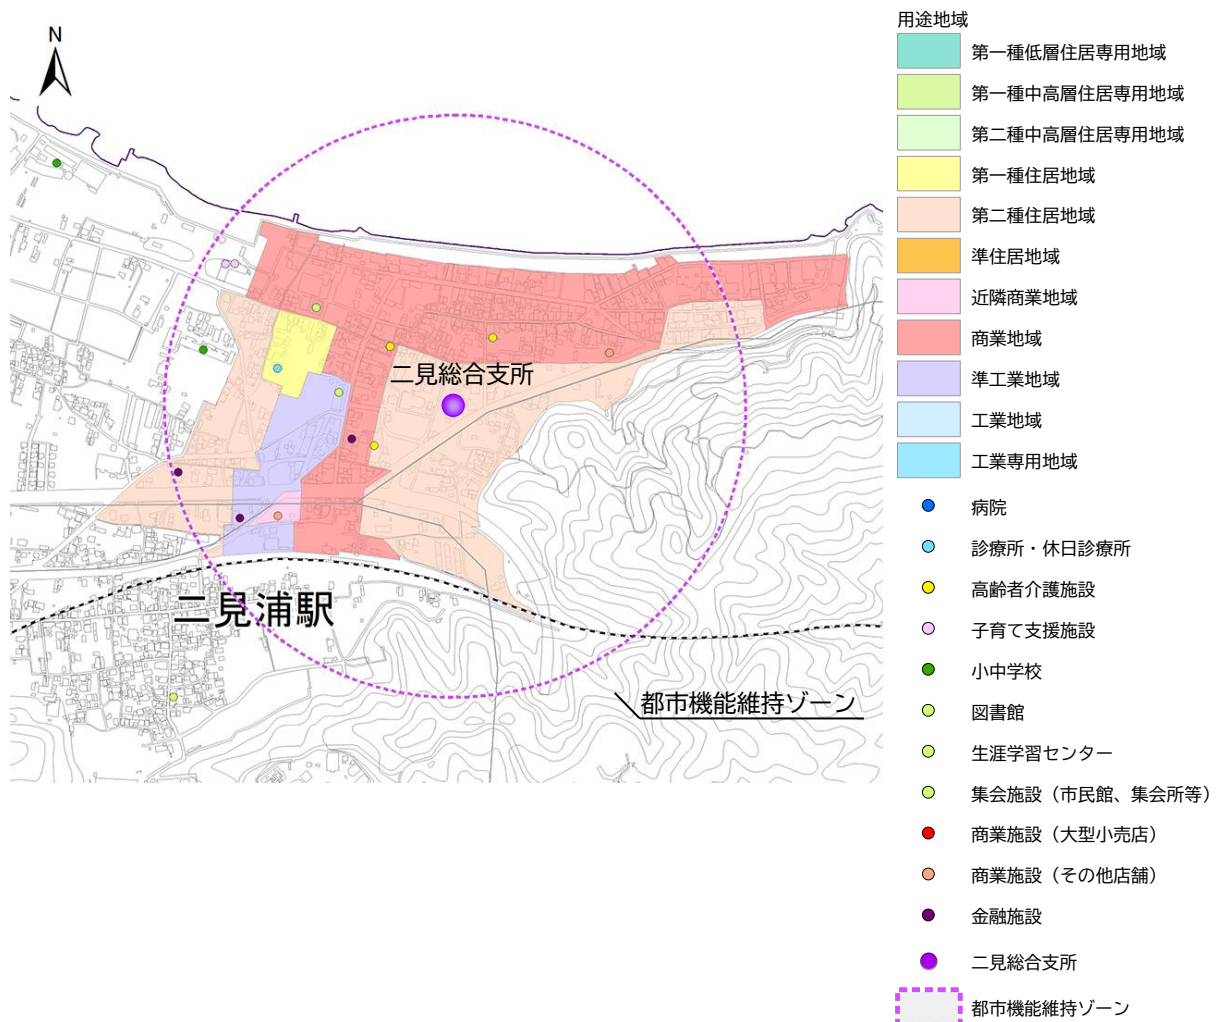 N
二見総合支所
二見浦駅
都市機能維持ゾーン
用途地域
第一種低層住居専用地域
第一種中高層住居専用地域
第二種中高層住居専用地域
第一種住居地域
第二種住居地域
準住居地域
近隣商業地域
商業地域
準工業地域
工業地域
工業専用地域
病院
診療所・休日診療所
高齢者介護施設
子育て支援施設
小中学校
図書館
生涯学習センター
集会施設（市民館、集会所等）
商業施設（大型小売店）
商業施設（その他店舗）
金融施設
二見総合支所
都市機能維持ゾーン